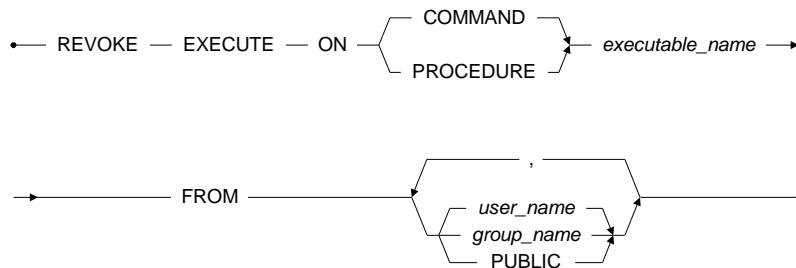 COMMAND
REVOKE EXECUTE ON executable_name
PROCEDURE
,
FROM
user_name
group_name
PUBLIC